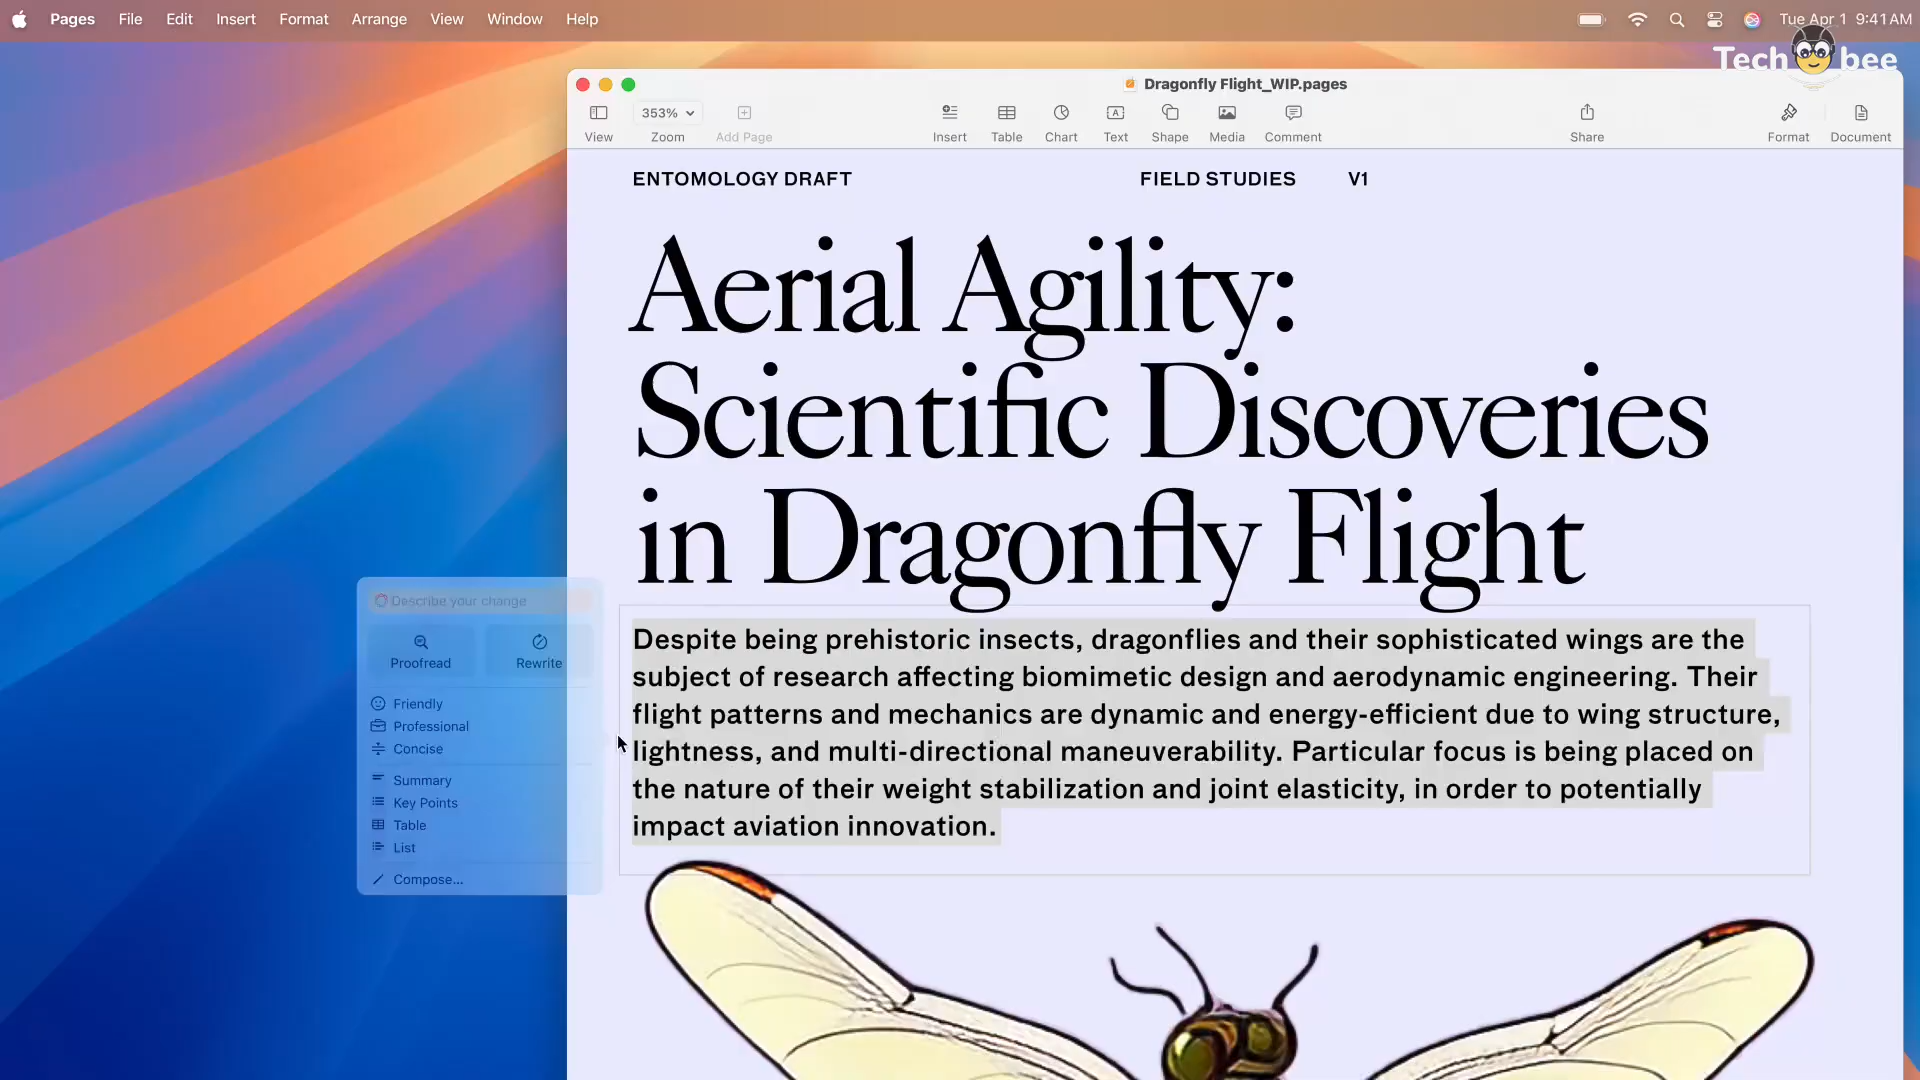 Pages File Edit Insert Format Arrange View Window Help
Tue Apr 1 9:41 AM
Tech bee
Dragonfly Flight_WIP.pages
353%
View Zoom Add Page Insert Table Chart Text Shape Media Comment Share Format Document
ENTOMOLOGY DRAFT FIELD STUDIES V1
Aerial Agility:
Scientific Discoveries
in Dragonfly Flight
Despite being prehistoric insects, dragonflies and their sophisticated wings are the
subject of research affecting biomimetic design and aerodynamic engineering. Their
flight patterns and mechanics are dynamic and energy-efficient due to wing structure,
lightness, and multi-directional maneuverability. Particular focus is being placed on
the nature of their weight stabilization and joint elasticity, in order to potentially
impact aviation innovation.
Describe your change
Proofread Rewrite
Friendly
Professional
Concise
Summary
Key Points
Table
List
Compose...